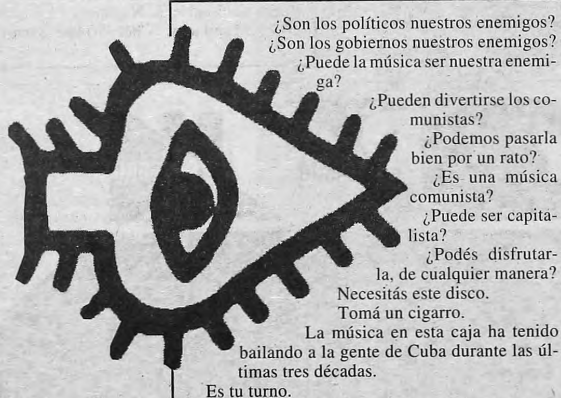 ¿Son los políticos nuestros enemigos?
¿Son los gobiernos nuestros enemigos?
¿Puede la música ser nuestra enemi-
ga?
¿Pueden divertirse los co-
munistas?
¿Podemos pasarla
bien por un rato?
¿Es una música
comunista?
¿Puede ser capita-
lista?
¿Podés disfrutar-
la, de cualquier manera?
Necesitás este disco.
Tomá un cigarro.
La música en esta caja ha tenido
bailando a la gente de Cuba durante las úl-
timas tres décadas.
Es tu turno.